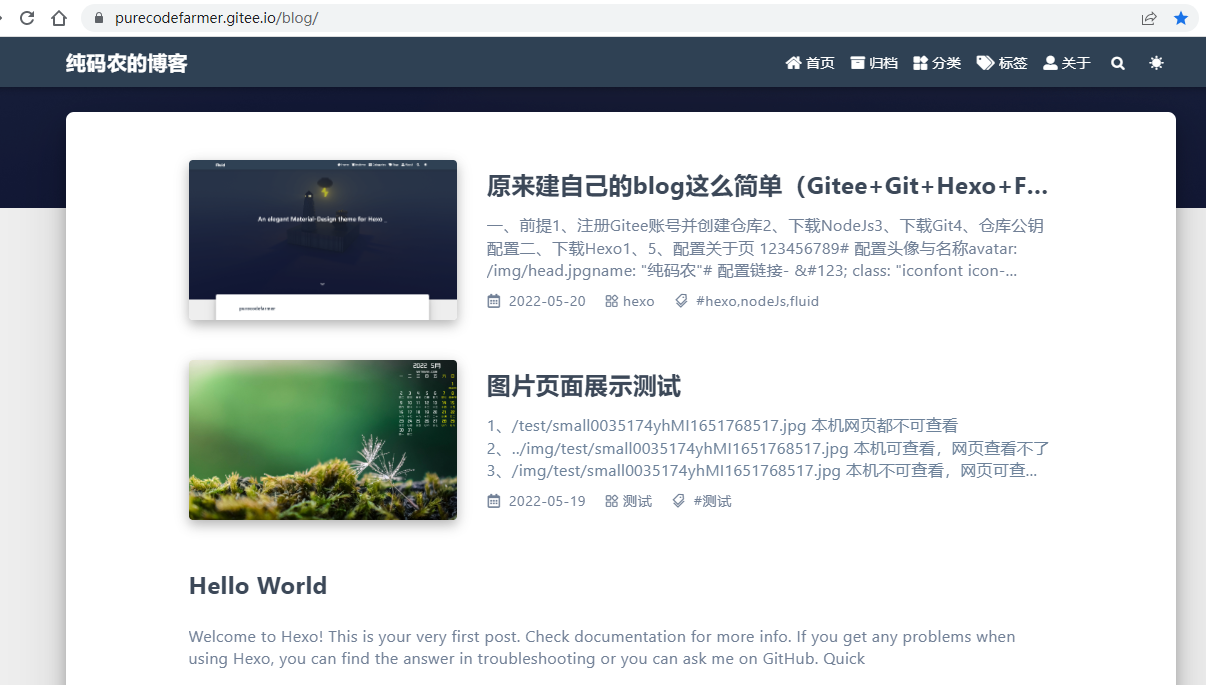 purecodefarmer.gitee.io/blog/
纯码农的博客
首页 归档 分类 标签 关于
Fluid
An elegant Material-Design theme for Hexo _
purecodefarmer
原来建自己的blog这么简单（Gitee+Git+Hexo+F...
一、前提1、注册Gitee账号并创建仓库2、下载NodeJs3、下载Git4、仓库公钥
配置二、下载Hexo1、5、配置关于页 123456789# 配置头像与名称avatar:
/img/head.jpgname: "纯码农"# 配置链接- &#123; class: "iconfont icon-...
2022-05-20 hexo #hexo,nodeJs,fluid
2022 5月
图片页面展示测试
1、/test/small0035174yhMI1651768517.jpg 本机网页都不可查看
2、../img/test/small0035174yhMI1651768517.jpg 本机可查看，网页查看不了
3、/img/test/small0035174yhMI1651768517.jpg 本机不可查看，网页可查...
2022-05-19 测试 #测试
Hello World
Welcome to Hexo! This is your very first post. Check documentation for more info. If you get any problems when
using Hexo, you can find the answer in troubleshooting or you can ask me on GitHub. Quick